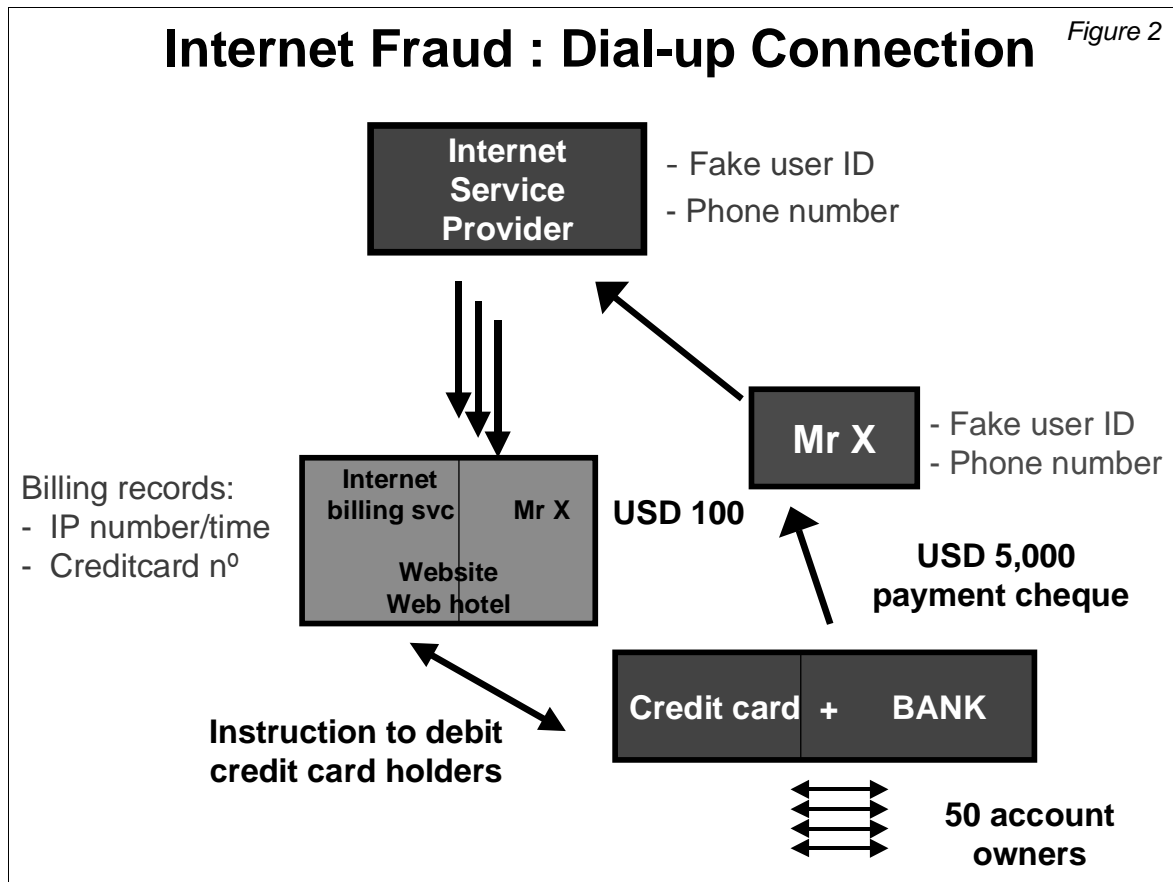 Figure 2
Internet Fraud : Dial-up Connection
Internet
Service
Provider
- Fake user ID
- Phone number
Mr X
- Fake user ID
- Phone number
Billing records:
- IP number/time
- Creditcard nº
Internet
billing svc
Mr X
Website
Web hotel
USD 100
USD 5,000
payment cheque
Credit card + BANK
Instruction to debit
credit card holders
50 account
owners